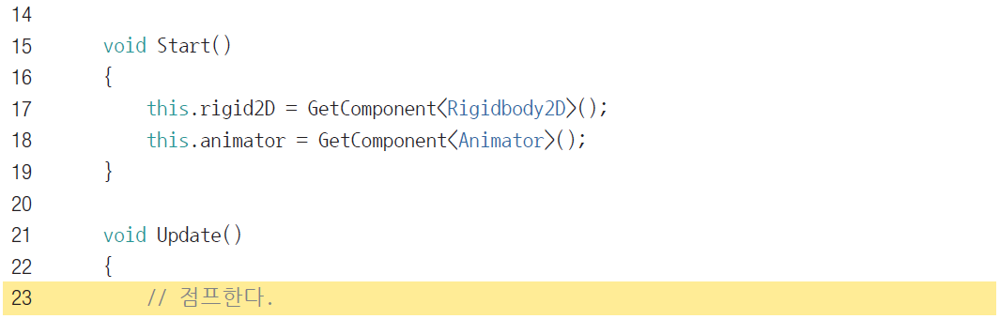 14
15 void Start()
16 {
17 this.rigid2D = GetComponent<Rigidbody2D>();
18 this.animator = GetComponent<Animator>();
19 }
20
21 void Update()
22 {
23 // 점프한다.